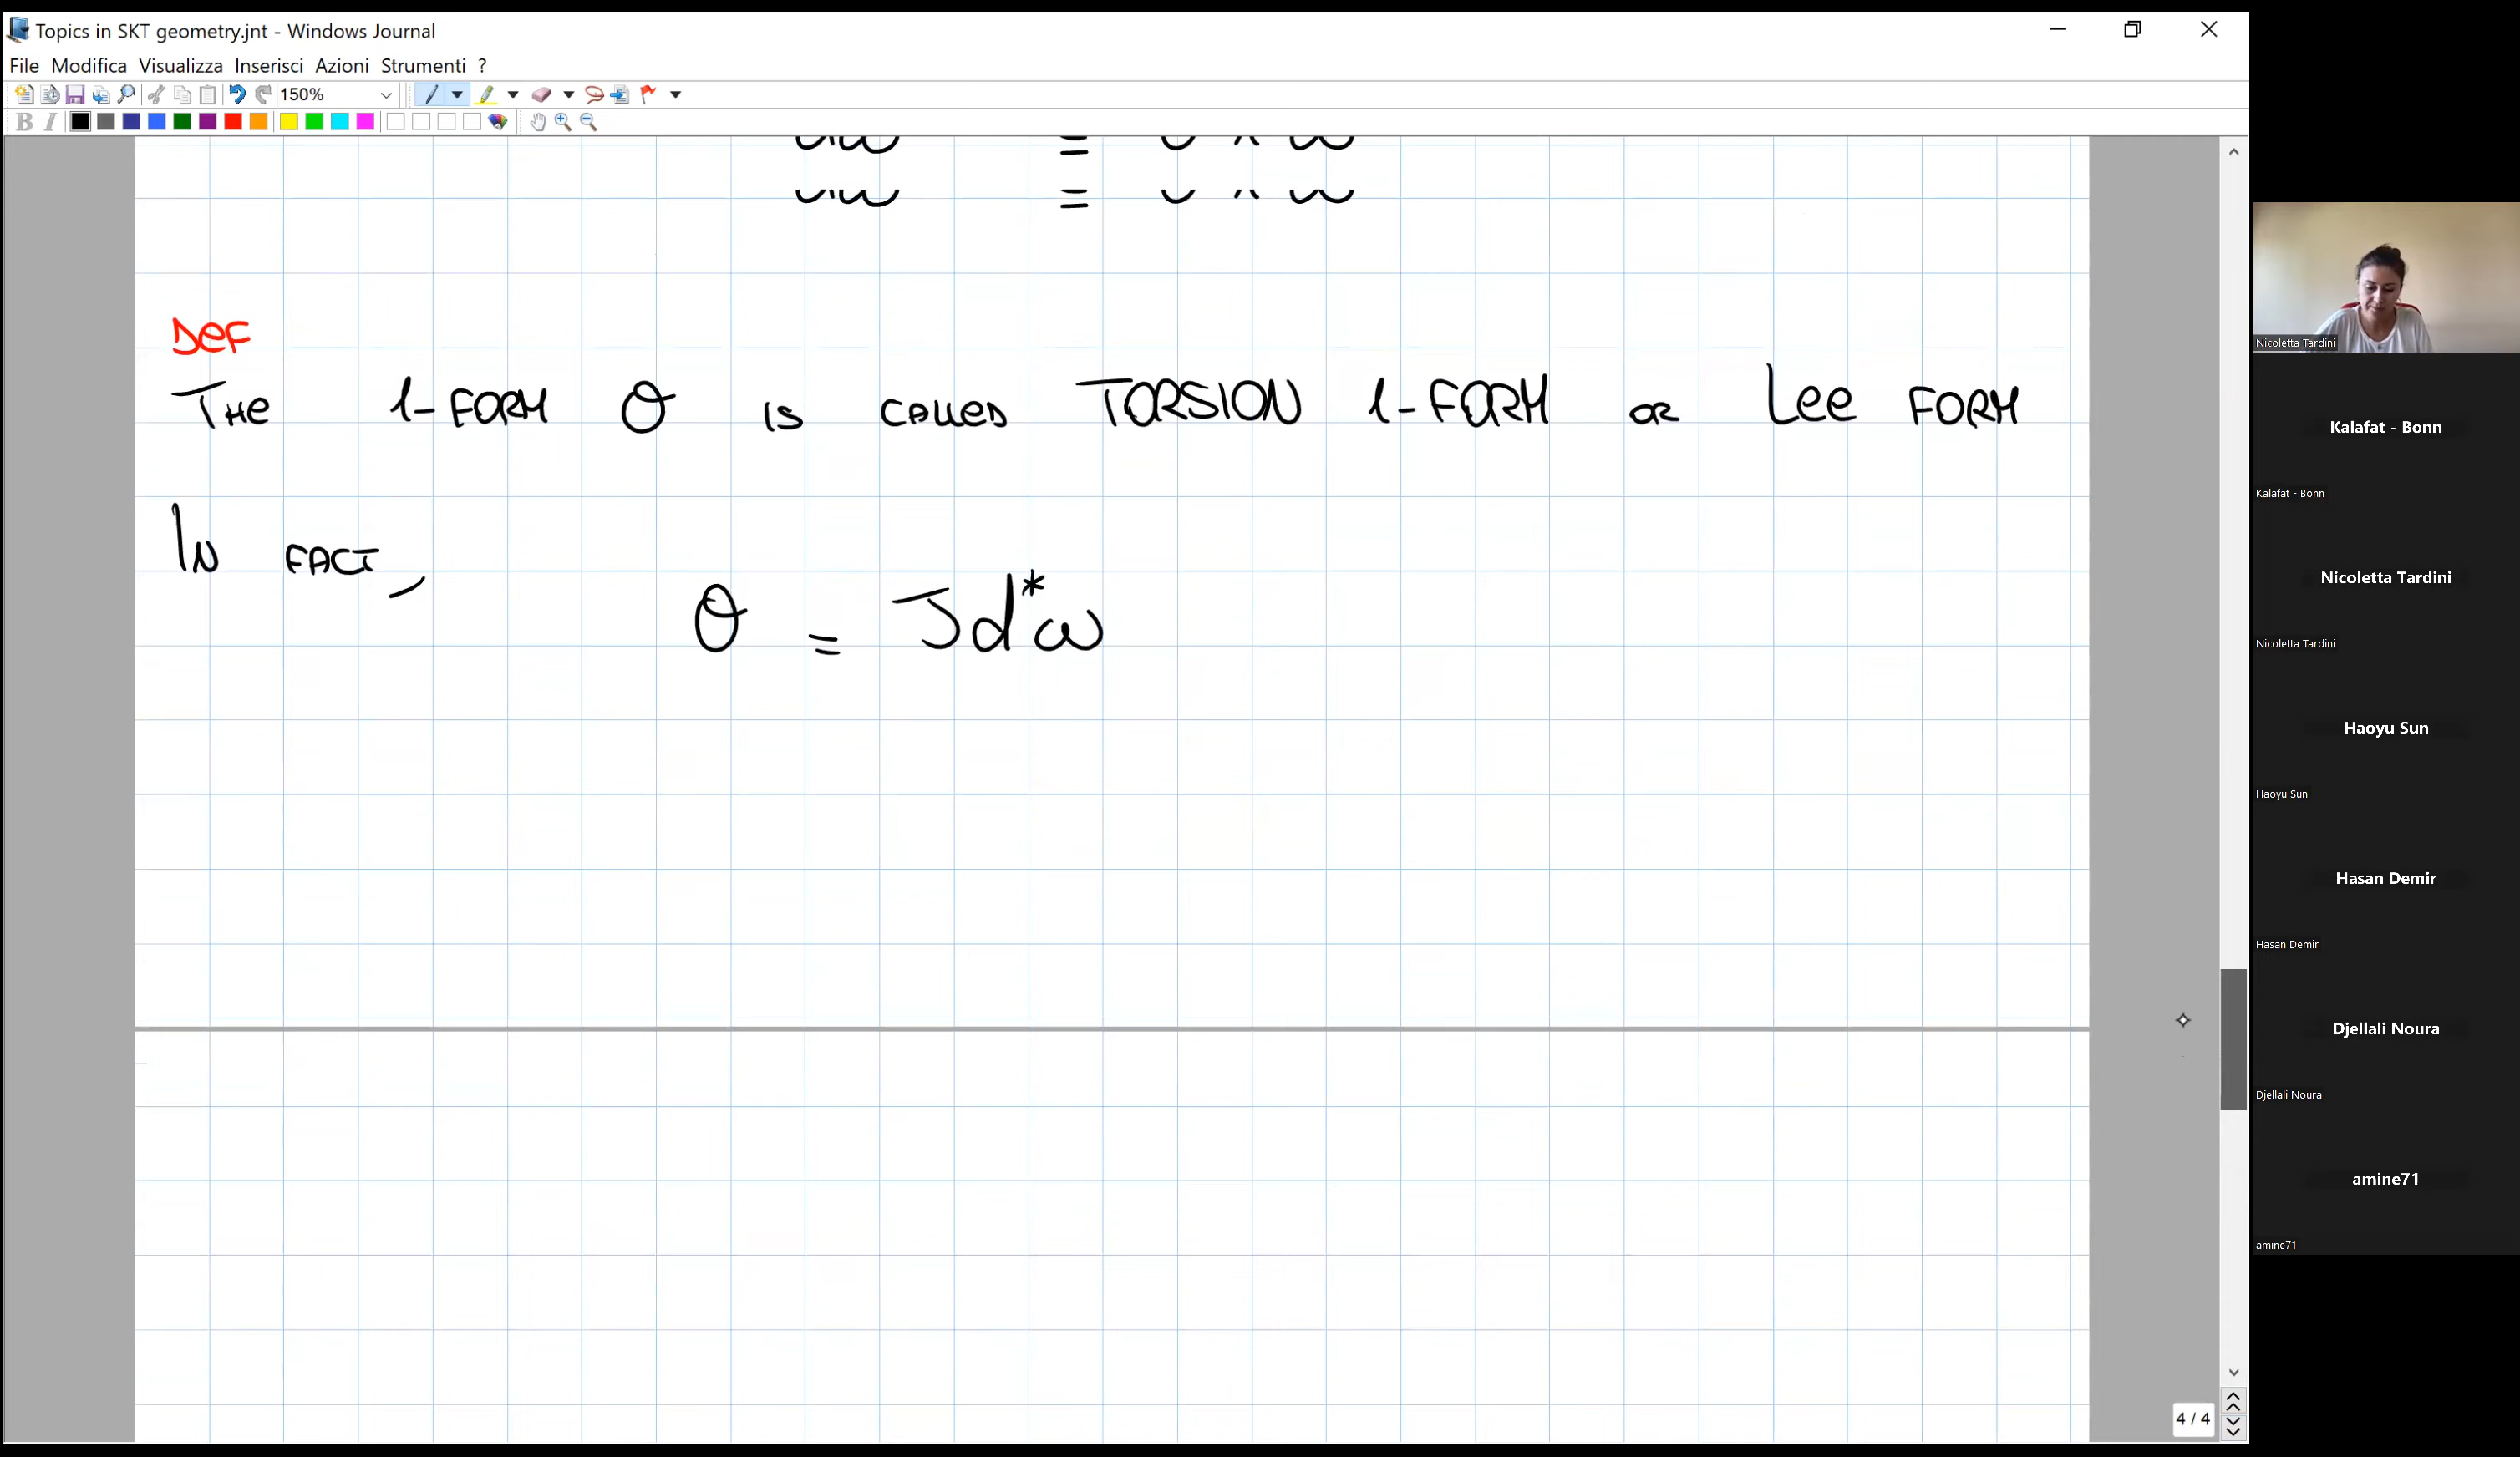 Topics in SKT geometry.jnt - Windows Journal
File Modifica Visualizza Inserisci Azioni Strumenti ?
150%
B I
Def
The 1-FORM θ is called TORSION 1-FORM or Lee FORM
In fact,
θ = Jd*ω
4 / 4
Nicoletta Tardini
Kalafat - Bonn
Kalafat - Bonn
Nicoletta Tardini
Nicoletta Tardini
Haoyu Sun
Haoyu Sun
Hasan Demir
Hasan Demir
Djellali Noura
Djellali Noura
amine71
amine71